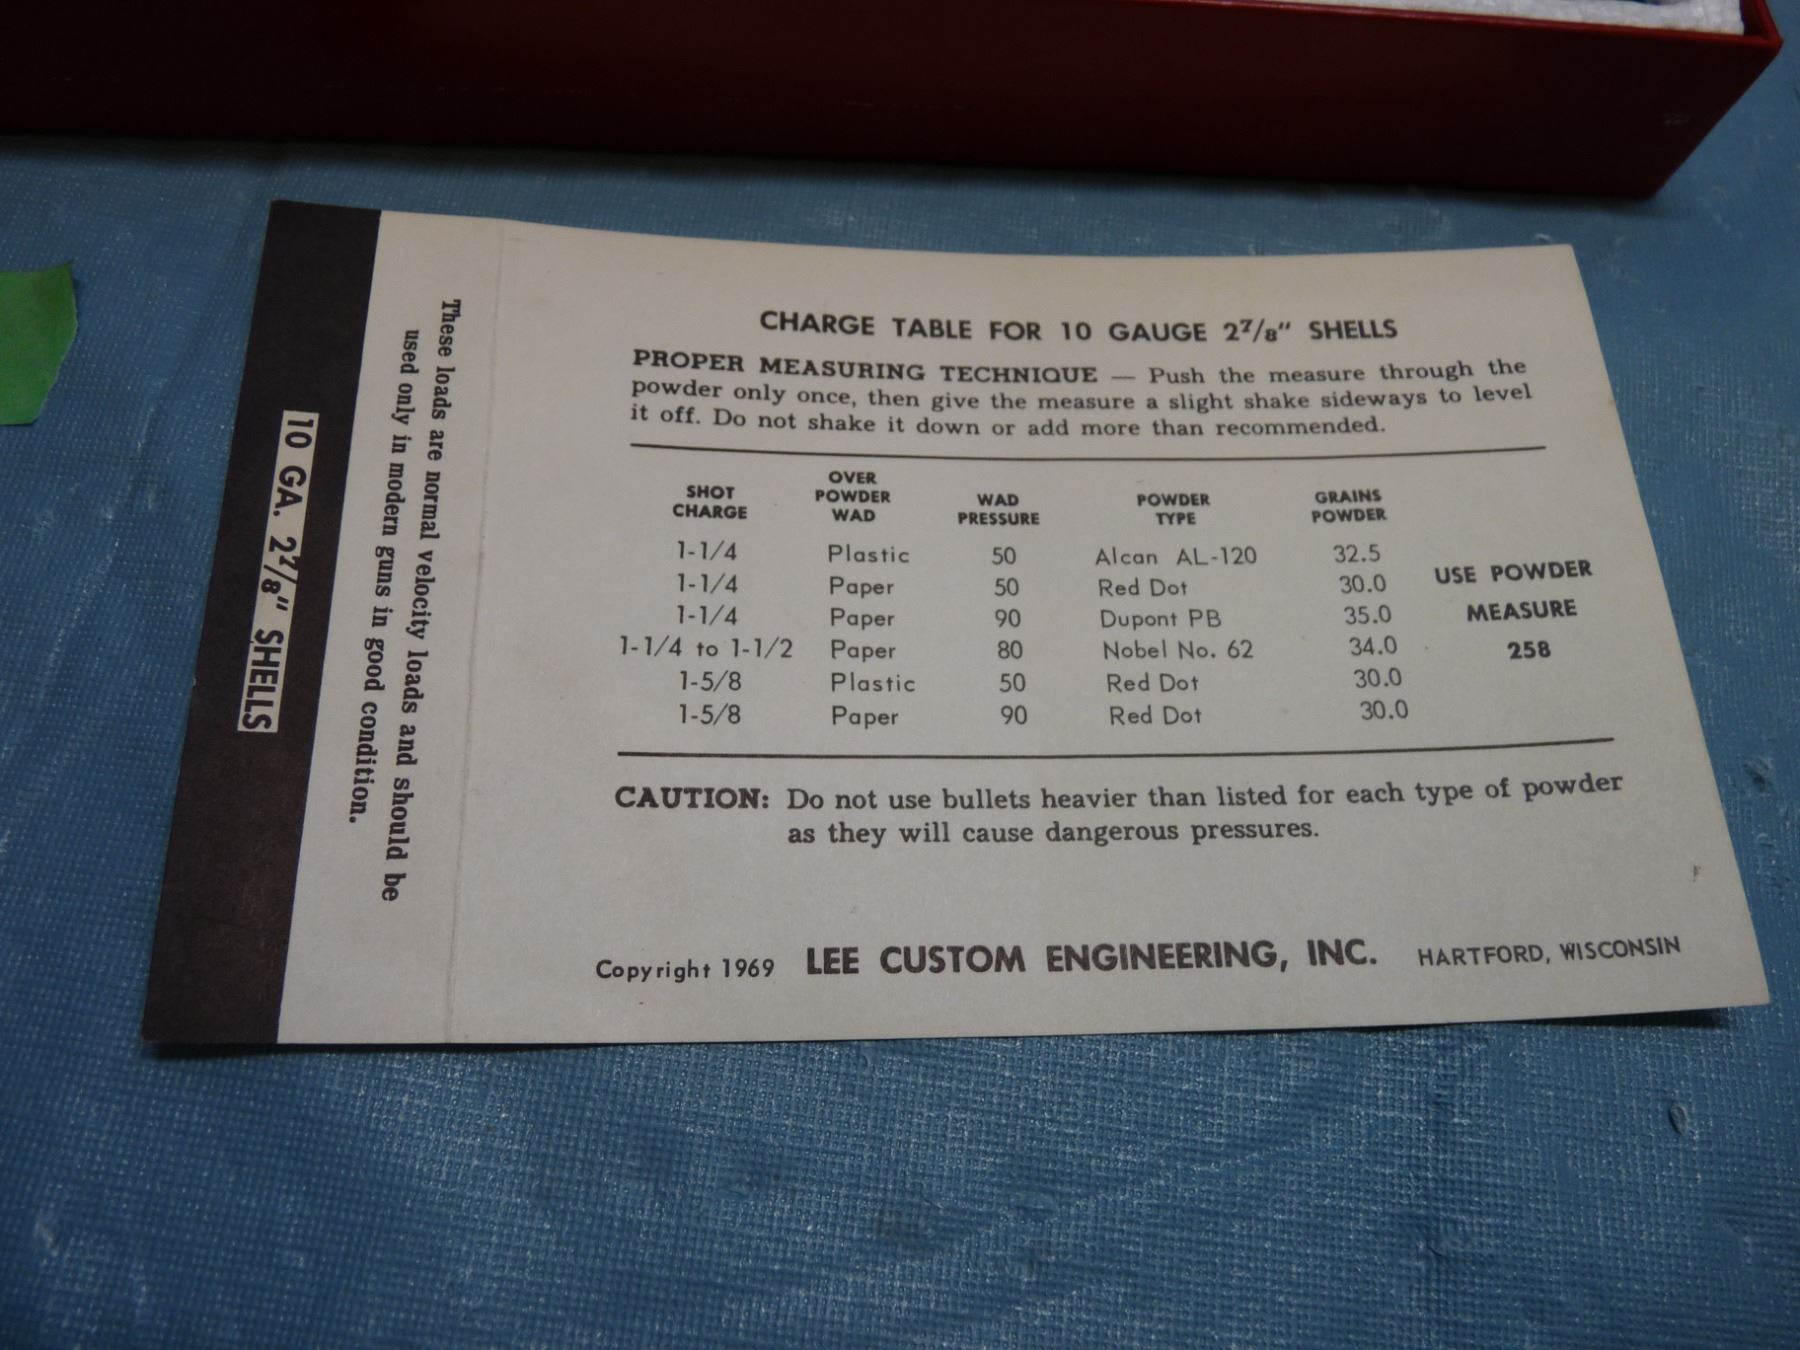 10 GA. 2⁷/₈" SHELLS
These loads are normal velocity loads and should be
used only in modern guns in good condition.
CHARGE TABLE FOR 10 GAUGE 2⁷/₈" SHELLS
PROPER MEASURING TECHNIQUE — Push the measure through the
powder only once, then give the measure a slight shake sideways to level
it off. Do not shake it down or add more than recommended.
SHOT CHARGE OVER POWDER WAD WAD PRESSURE POWDER TYPE GRAINS POWDER
1-1/4 Plastic 50 Alcan AL-120 32.5
1-1/4 Paper 50 Red Dot 30.0
1-1/4 Paper 90 Dupont PB 35.0
1-1/4 to 1-1/2 Paper 80 Nobel No. 62 34.0
1-5/8 Plastic 50 Red Dot 30.0
1-5/8 Paper 90 Red Dot 30.0
USE POWDER
MEASURE
258
CAUTION: Do not use bullets heavier than listed for each type of powder
as they will cause dangerous pressures.
Copyright 1969 LEE CUSTOM ENGINEERING, INC. HARTFORD, WISCONSIN